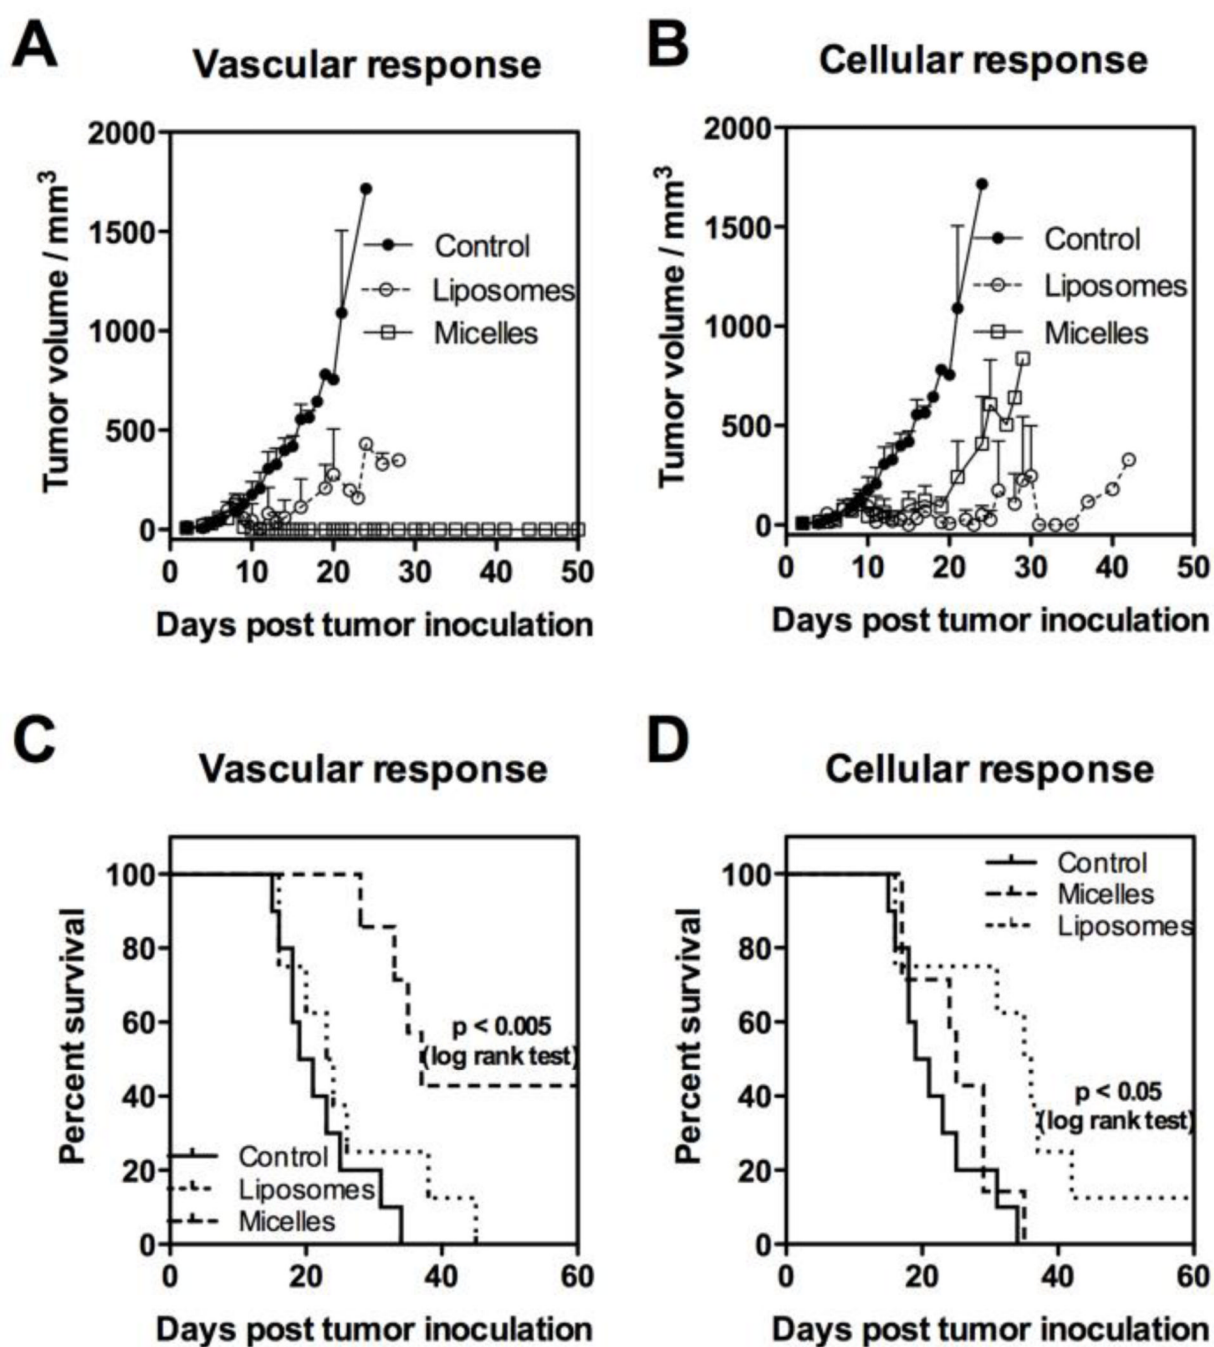 A
Vascular response
2000
1500
1000
500
0
Tumor volume / mm³
Control
Liposomes
Micelles
0 10 20 30 40 50
Days post tumor inoculation
B
Cellular response
2000
1500
1000
500
0
Tumor volume / mm³
Control
Liposomes
Micelles
0 10 20 30 40 50
Days post tumor inoculation
C
Vascular response
100
80
60
40
20
0
Percent survival
p < 0.005
(log rank test)
Control
Liposomes
Micelles
0 20 40 60
Days post tumor inoculation
D
Cellular response
100
80
60
40
20
0
Percent survival
Control
Micelles
Liposomes
p < 0.05
(log rank test)
0 20 40 60
Days post tumor inoculation